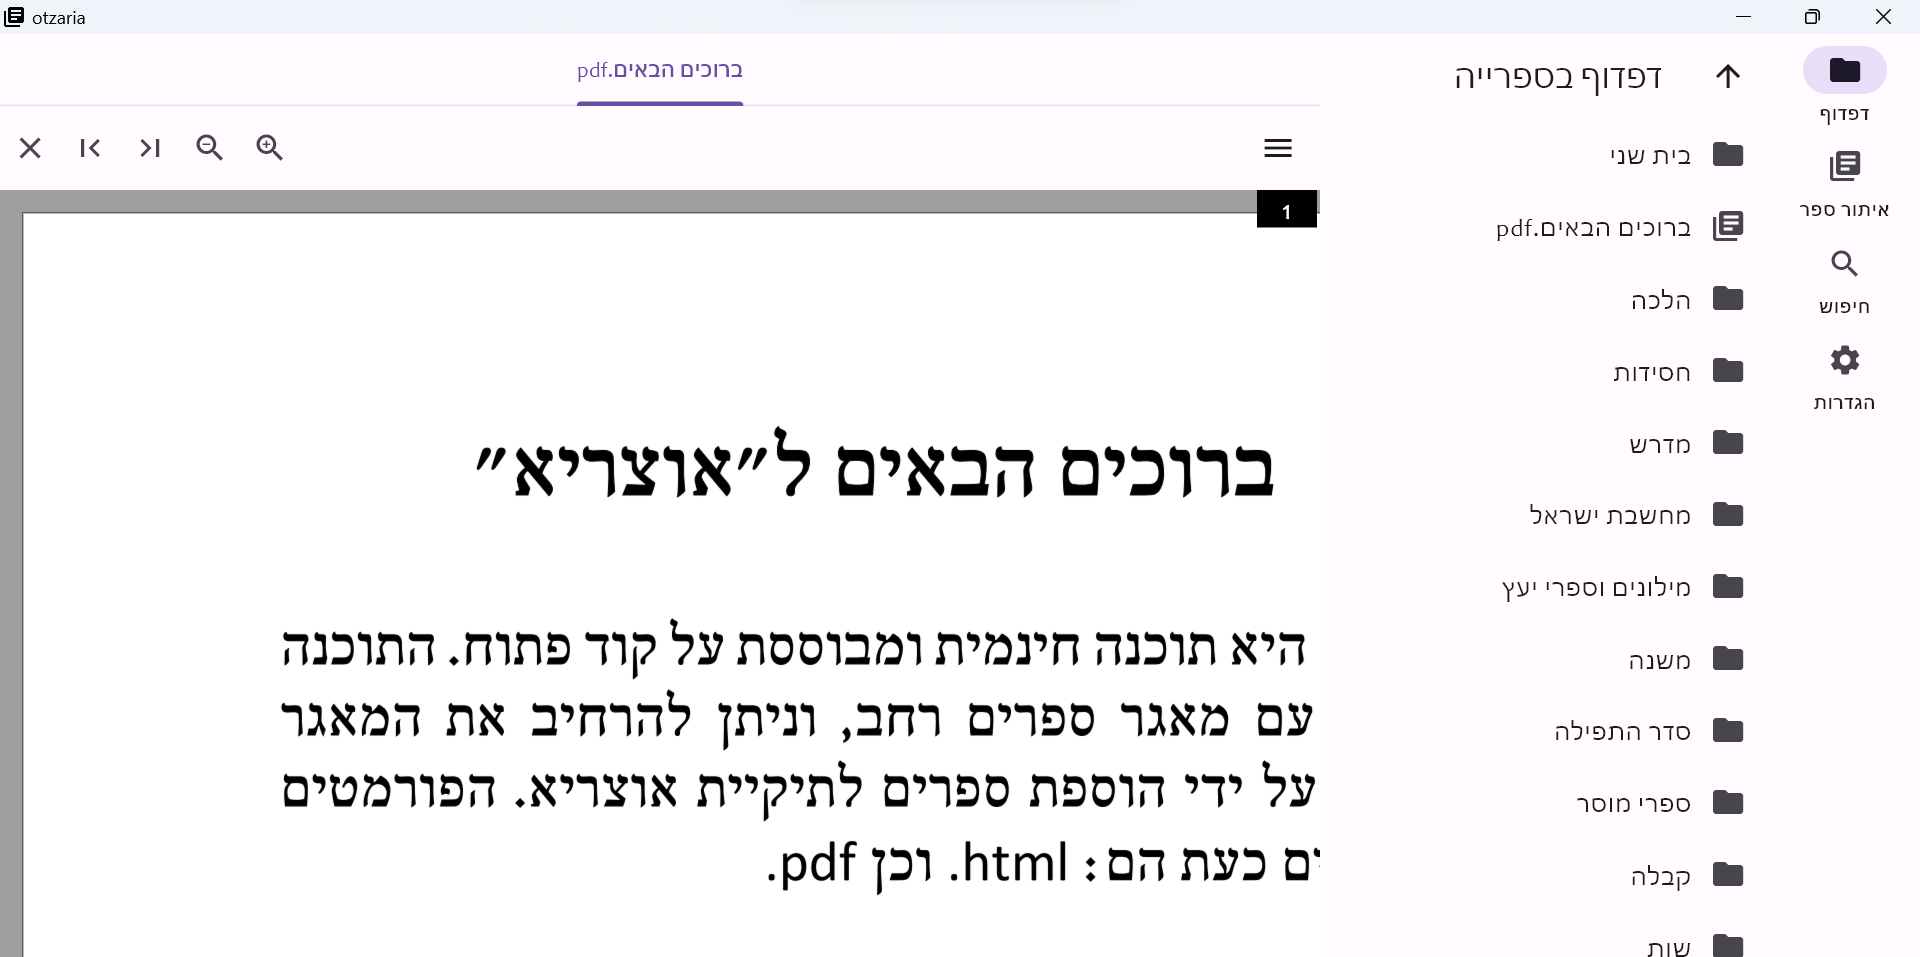 otzaria
דפדוף
איתור ספר
חיפוש
הגדרות
דפדוף בספרייה
בית שני
ברוכים הבאים.pdf
הלכה
חסידות
מדרש
מחשבת ישראל
מילונים וספרי יעץ
משנה
סדר התפילה
ספרי מוסר
קבלה
שות
ברוכים הבאים.pdf
1
ברוכים הבאים ל"אוצריא"
היא תוכנה חינמית ומבוססת על קוד פתוח. התוכנה
עם מאגר ספרים רחב, וניתן להרחיב את המאגר
על ידי הוספת ספרים לתיקיית אוצריא. הפורמטים
כעת הם: html. וכן pdf.